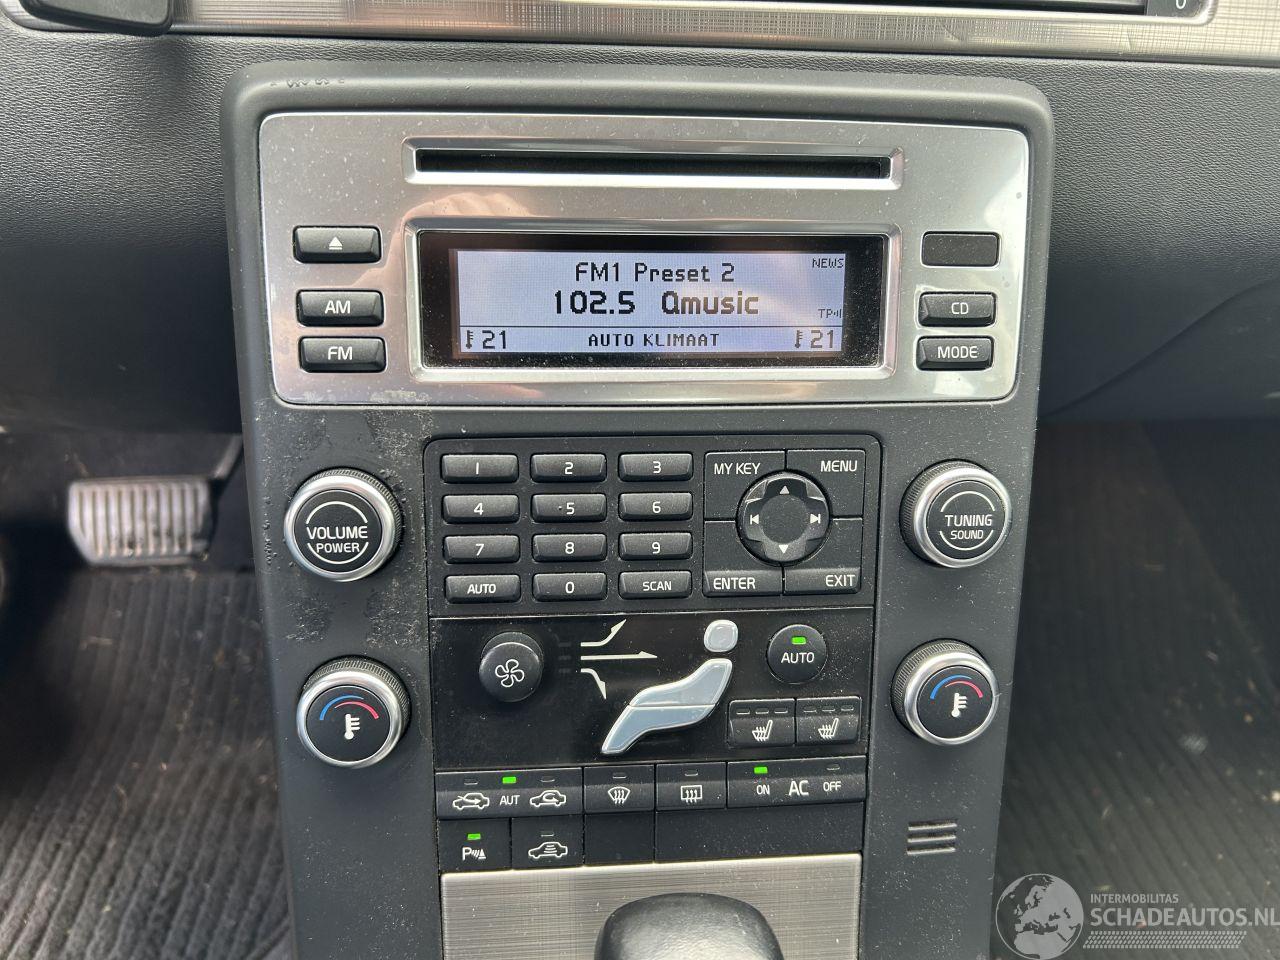 0
FM1 Preset 2
NEWS
102.5 Qmusic
TP
21 AUTO KLIMAAT 21
AM
FM
CD
MODE
1 2 3
4 5 6
7 8 9
AUTO 0 SCAN
MY KEY MENU
ENTER EXIT
VOLUME
POWER
TUNING
SOUND
AUTO
AUT
ON AC OFF
P
INTERMOBILITAS
SCHADEAUTOS.NL